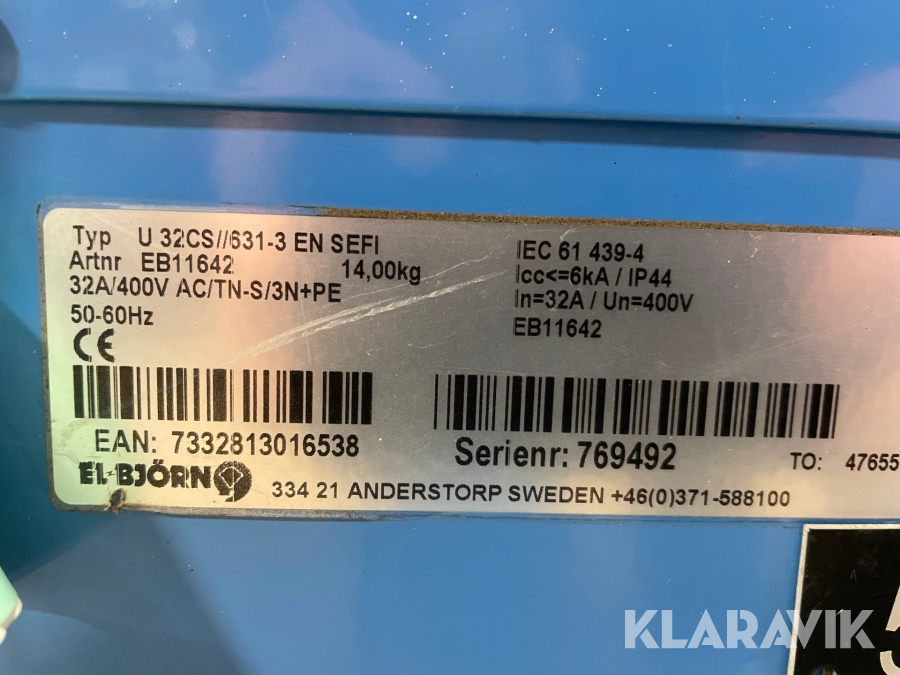 Typ U 32CS//631-3 EN SEFI
Artnr EB11642 14,00kg
32A/400V AC/TN-S/3N+PE
50-60Hz
CE
IEC 61 439-4
Icc<=6kA / IP44
In=32A / Un=400V
EB11642
EAN: 7332813016538
Serienr: 769492
TO: 47655
EL-BJÖRN
334 21 ANDERSTORP SWEDEN +46(0)371-588100
KLARAVIK